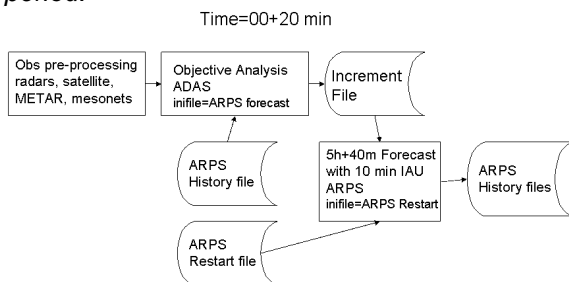 period.
Time=00+20 min
Obs pre-processing
radars, satellite,
METAR, mesonets
Objective Analysis
ADAS
inifile=ARPS forecast
Increment
File
ARPS
History file
5h+40m Forecast
with 10 min IAU
ARPS
inifile=ARPS Restart
ARPS
History files
ARPS
Restart file